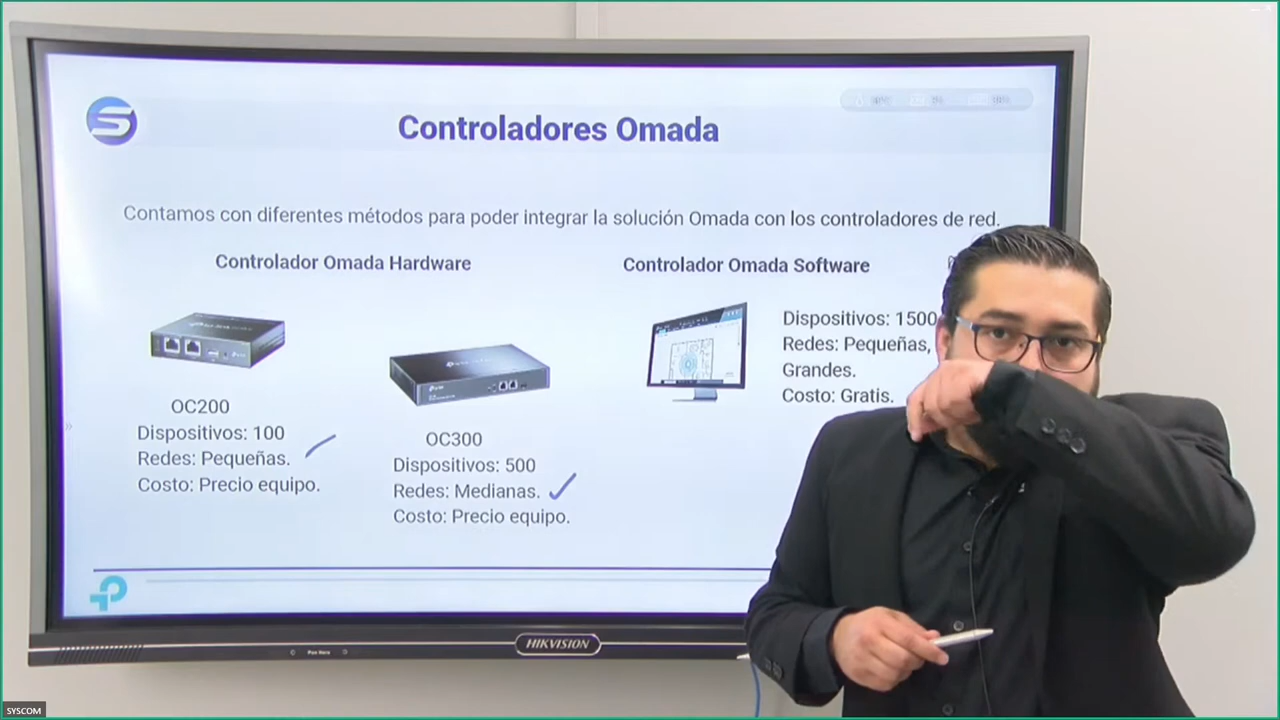 Controladores Omada
Contamos con diferentes métodos para poder integrar la solución Omada con los controladores de red.
Controlador Omada Hardware
OC200
Dispositivos: 100
Redes: Pequeñas.
Costo: Precio equipo.
OC300
Dispositivos: 500
Redes: Medianas.
Costo: Precio equipo.
Controlador Omada Software
Dispositivos: 1500
Redes: Pequeñas,
Grandes.
Costo: Gratis.
HIKVISION
Pen Here
SYSCOM